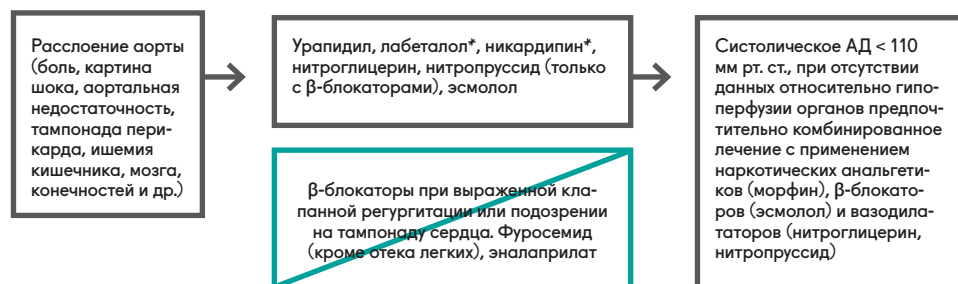 Расслоение аорты
(боль, картина
шока, аортальная
недостаточность,
тампонада пери-
карда, ишемия
кишечника, мозга,
конечностей и др.)
Урапидил, лабеталол*, никардипин*,
нитроглицерин, нитропруссид (только
с β-блокаторами), эсмолол
β-блокаторы при выраженной кла-
панной регургитации или подозрении
на тампонаду сердца. Фуросемид
(кроме отека легких), эналаприлат
Систолическое АД < 110
мм рт. ст., при отсутствии
данных относительно гипо-
перфузии органов предпоч-
тительно комбинированное
лечение с применением
наркотических анальгети-
ков (морфин), β-блокато-
ров (эсмолол) и вазодила-
таторов (нитроглицерин,
нитропруссид)